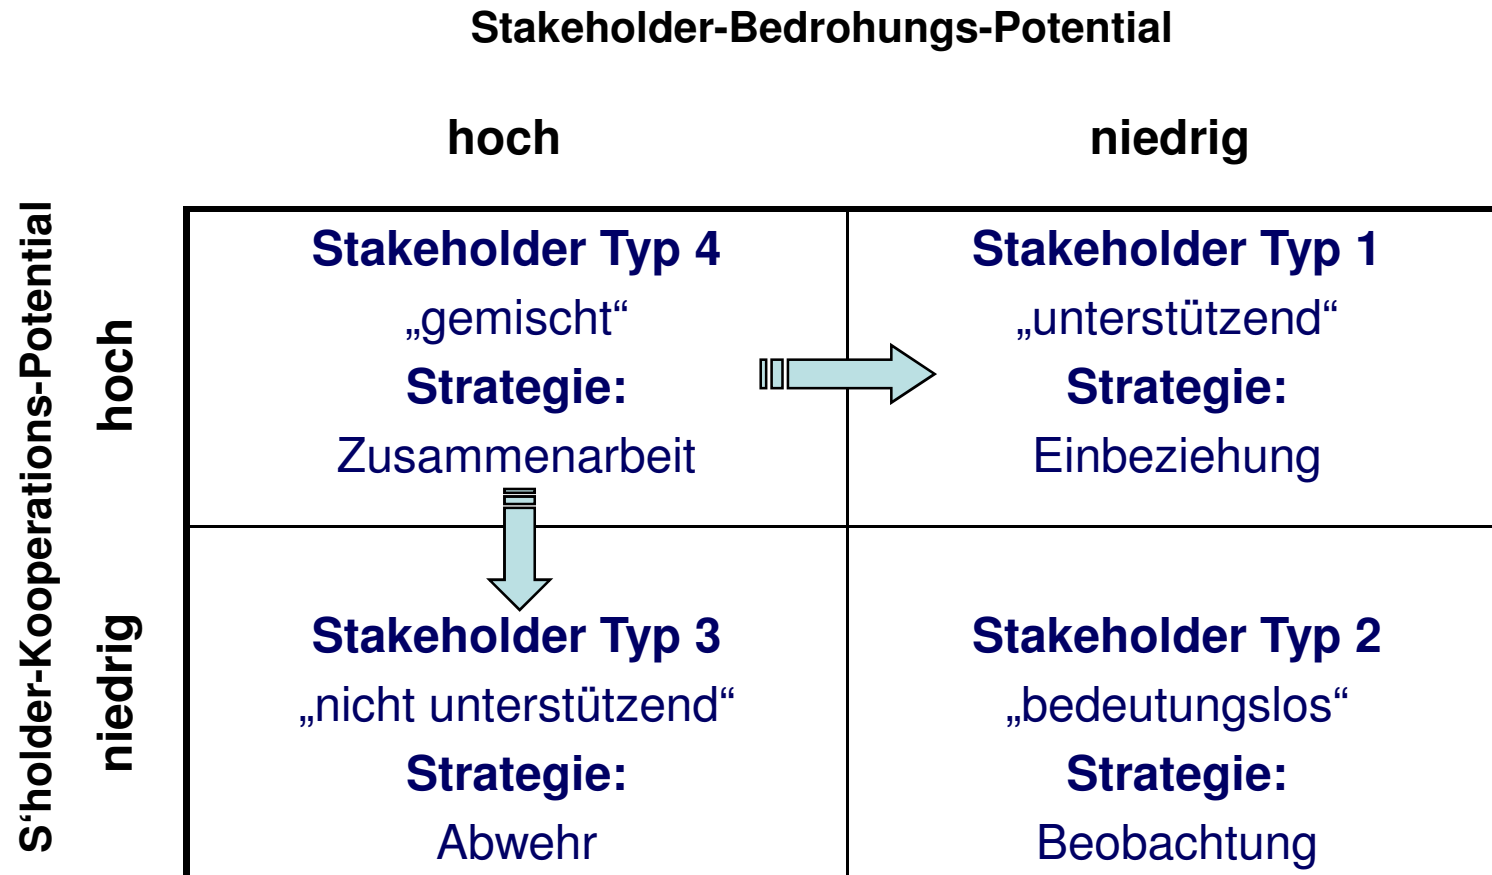 Stakeholder-Bedrohungs-Potential
hoch
niedrig
S‘holder-Kooperations-Potential
hoch
Stakeholder Typ 4
„gemischt“
Strategie:
Zusammenarbeit
Stakeholder Typ 1
„unterstützend“
Strategie:
Einbeziehung
niedrig
Stakeholder Typ 3
„nicht unterstützend“
Strategie:
Abwehr
Stakeholder Typ 2
„bedeutungslos“
Strategie:
Beobachtung